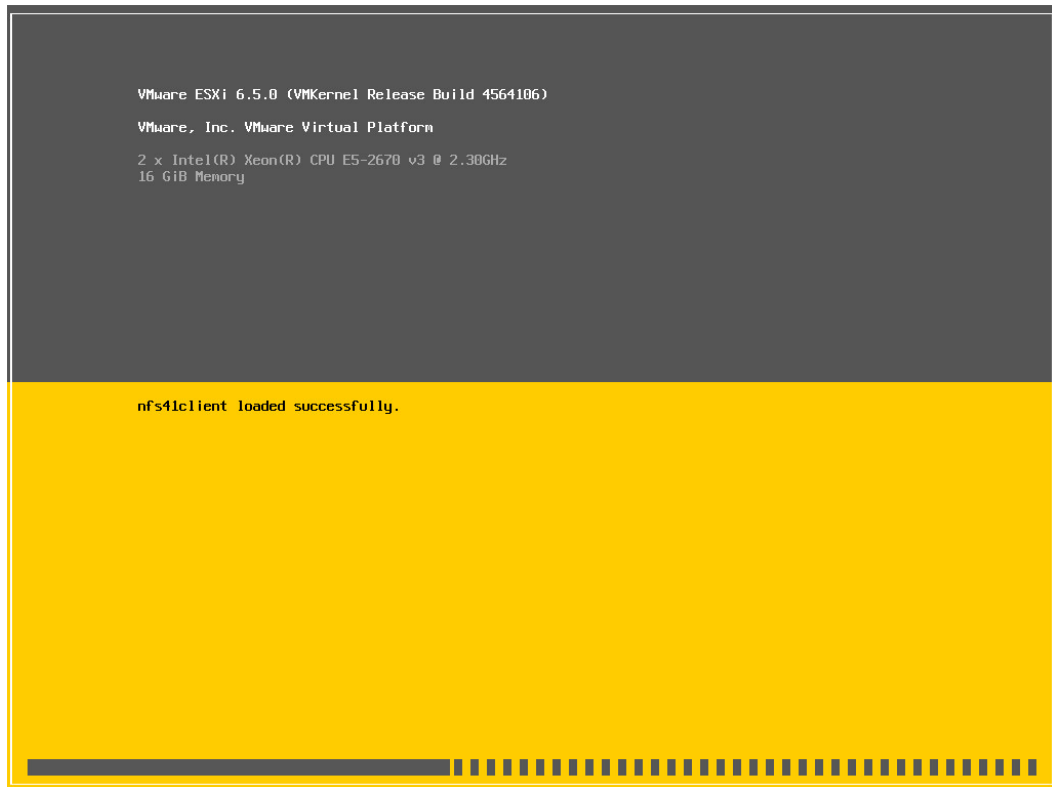 VMware ESXi 6.5.0 (VMKernel Release Build 4564106)
VMware, Inc. VMware Virtual Platform
2 x Intel(R) Xeon(R) CPU E5-2670 v3 @ 2.30GHz
16 GiB Memory
nfs41client loaded successfully.